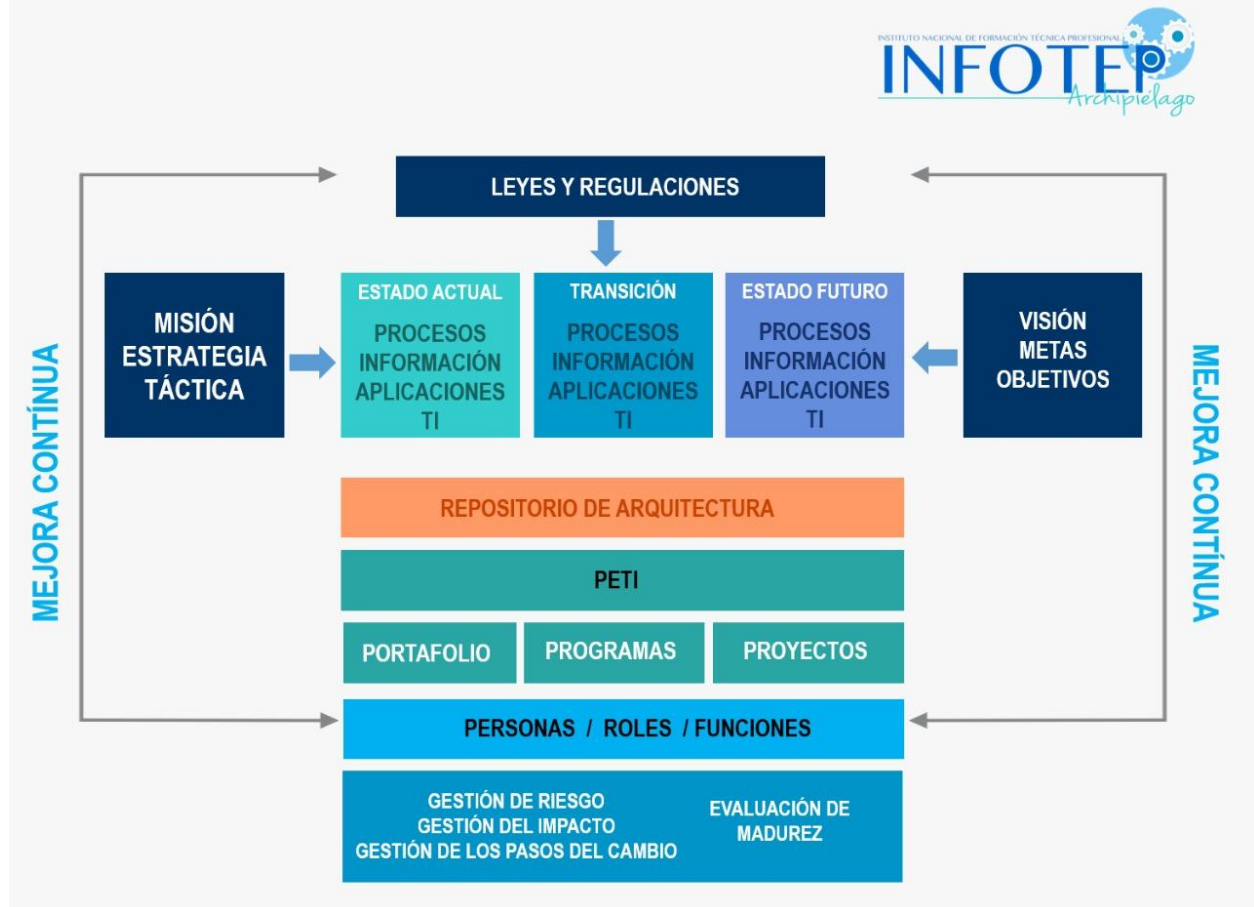 INSTITUTO NACIONAL DE FORMACIÓN TÉCNICA PROFESIONAL
INFOTEP
Archipiélago
LEYES Y REGULACIONES
MISIÓN
ESTRATEGIA
TÁCTICA
ESTADO ACTUAL
PROCESOS
INFORMACIÓN
APLICACIONES
TI
TRANSICIÓN
PROCESOS
INFORMACIÓN
APLICACIONES
TI
ESTADO FUTURO
PROCESOS
INFORMACIÓN
APLICACIONES
TI
VISIÓN
METAS
OBJETIVOS
MEJORA CONTÍNUA
MEJORA CONTÍNUA
REPOSITORIO DE ARQUITECTURA
PETI
PORTAFOLIO
PROGRAMAS
PROYECTOS
PERSONAS / ROLES / FUNCIONES
GESTIÓN DE RIESGO
GESTIÓN DEL IMPACTO
GESTIÓN DE LOS PASOS DEL CAMBIO
EVALUACIÓN DE
MADUREZ